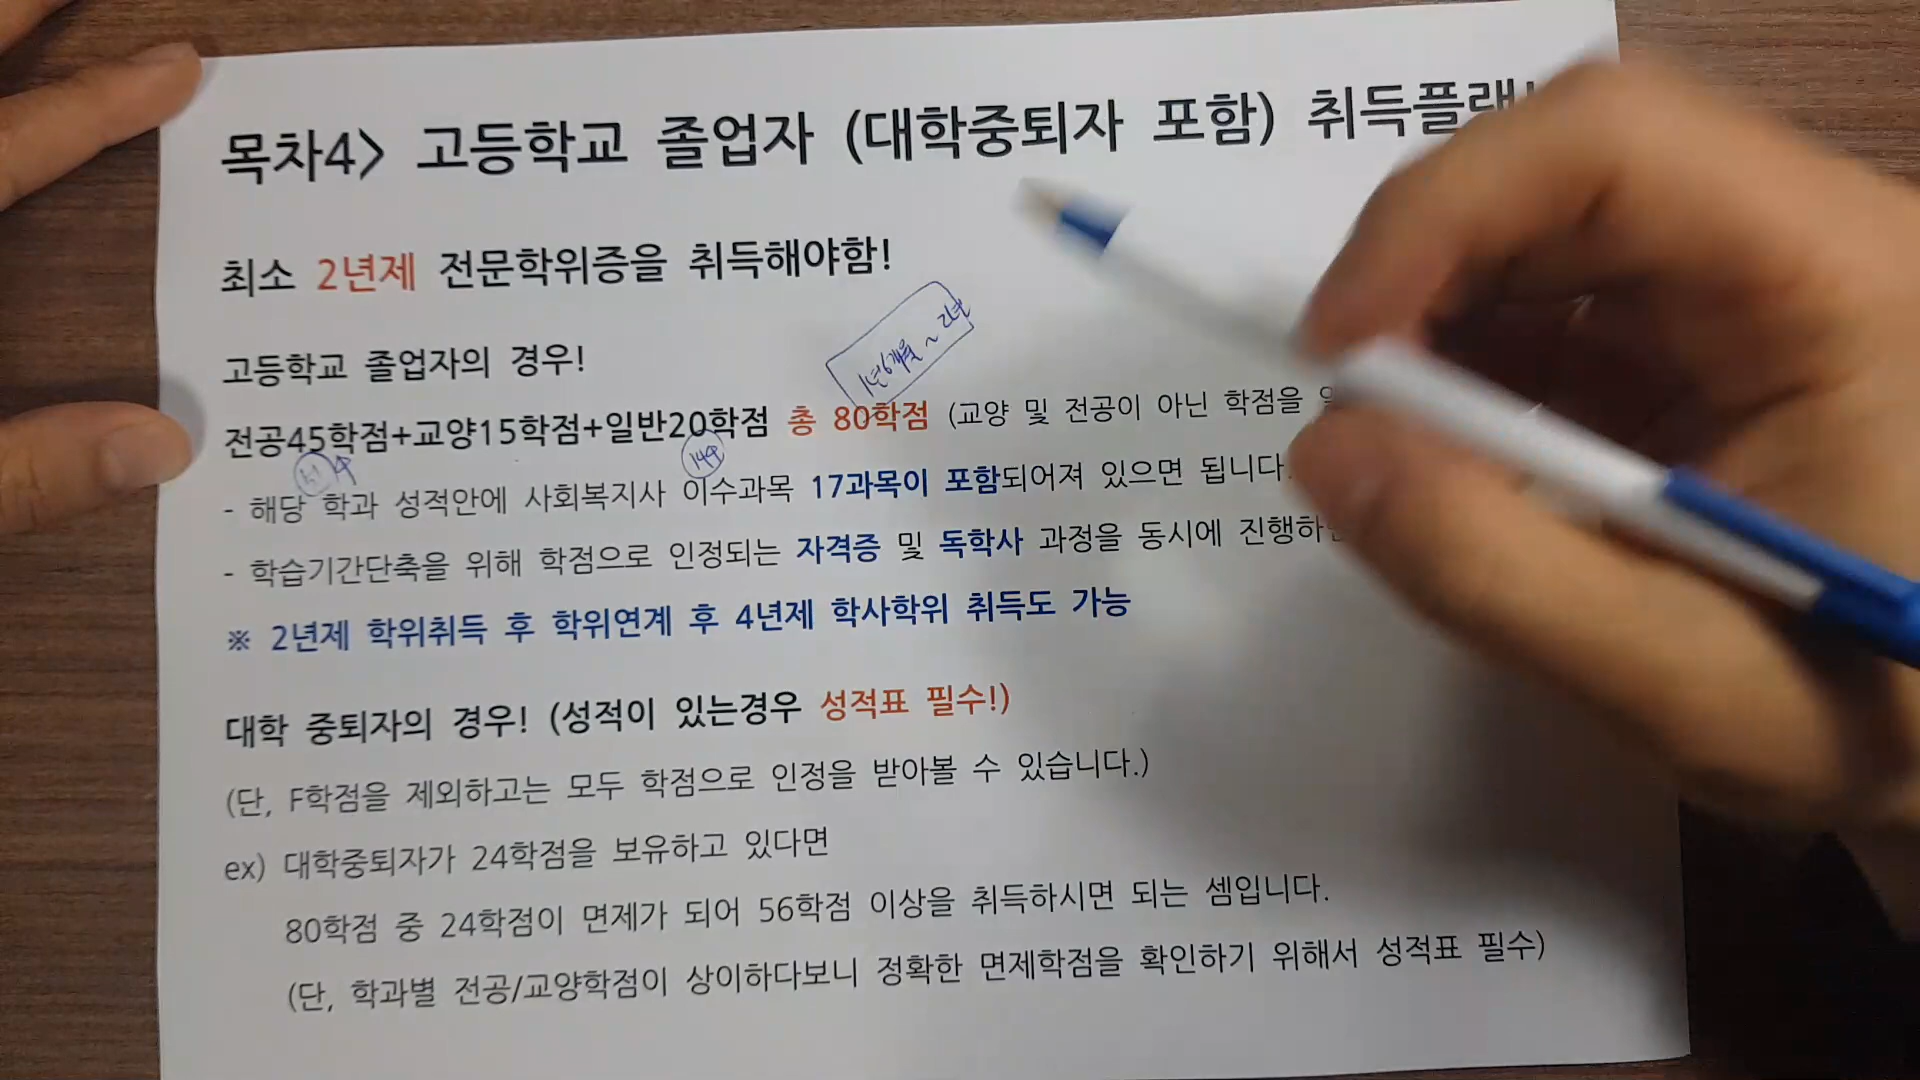 목차4> 고등학교 졸업자 (대학중퇴자 포함)
최소 2년제 전문학위증을 취득해야함!
1년6개월 ~ 2년
고등학교 졸업자의 경우!
전공45학점+교양15학점+일반20학점 총 80학점 (교양 및 전공이 아닌 학점을
- 해당 학과 성적안에 사회복지사 이수과목 17과목이 포함되어져 있으면 됩니다.
- 학습기간단축을 위해 학점으로 인정되는 자격증 및 독학사 과정을 동시에
※ 2년제 학위취득 후 학위연계 후 4년제 학사학위 취득도 가능
대학 중퇴자의 경우! (성적이 있는경우 성적표 필수!)
(단, F학점을 제외하고는 모두 학점으로 인정을 받아볼 수 있습니다.)
ex) 대학중퇴자가 24학점을 보유하고 있다면
80학점 중 24학점이 면제가 되어 56학점 이상을 취득하시면 되는 셈입니다.
(단, 학과별 전공/교양학점이 상이하다보니 정확한 면제학점을 확인하기 위해서 성적표 필수)